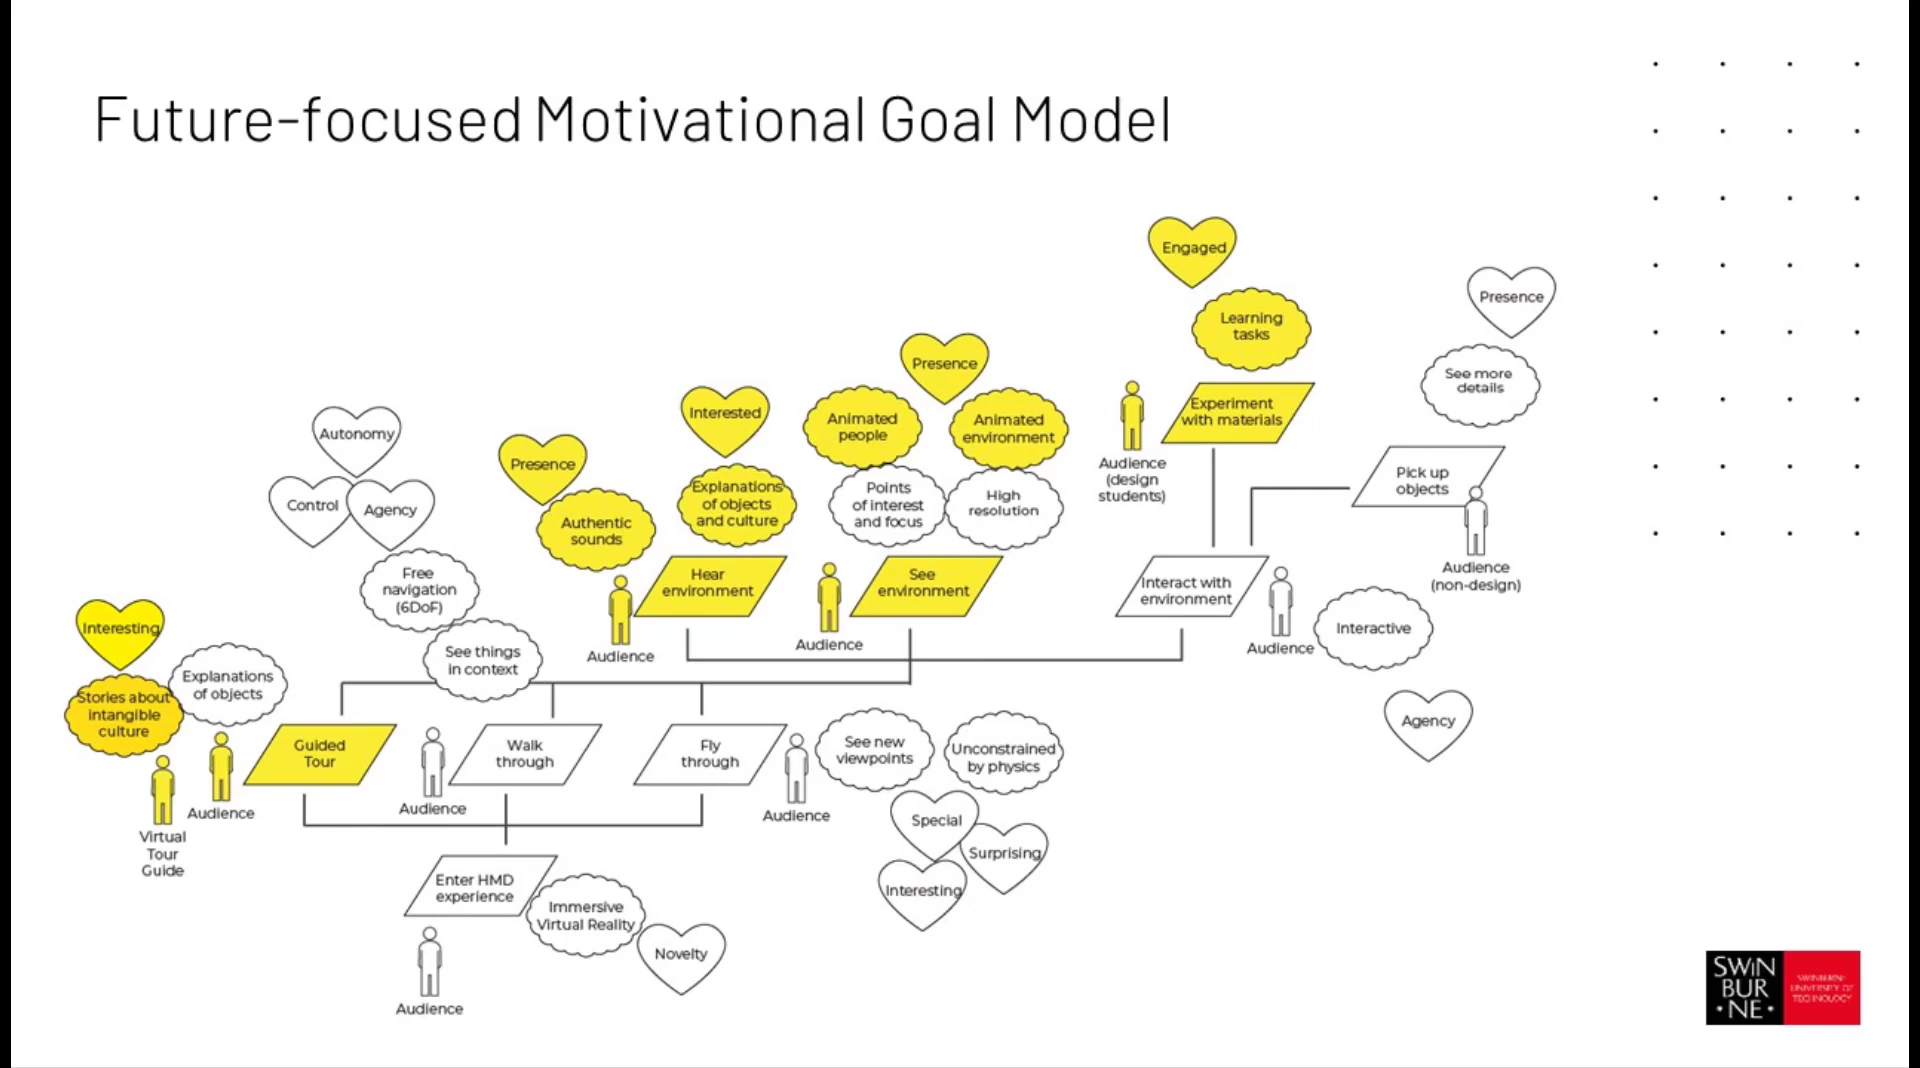 Future-focused Motivational Goal Model
Engaged
Learning
tasks
Presence
See more
details
Presence
Interested
Animated
people
Animated
environment
Experiment
with materials
Audience
(design
students)
Pick up
objects
Audience
(non-design)
Autonomy
Control
Agency
Presence
Authentic
sounds
Explanations
of objects
and culture
Points
of interest
and focus
High
resolution
Free
navigation
(6DoF)
Hear
environment
Audience
See
environment
Audience
Interact with
environment
Audience
Interactive
Interesting
Stories about
intangible
culture
Explanations
of objects
See things
in context
Agency
Guided
Tour
Audience
Virtual
Tour
Guide
Walk
through
Audience
Fly
through
Audience
See new
viewpoints
Unconstrained
by physics
Special
Surprising
Interesting
Enter HMD
experience
Audience
Immersive
Virtual Reality
Novelty
SWiN
BUR
•NE•
SWINBURNE
UNIVERSITY OF
TECHNOLOGY